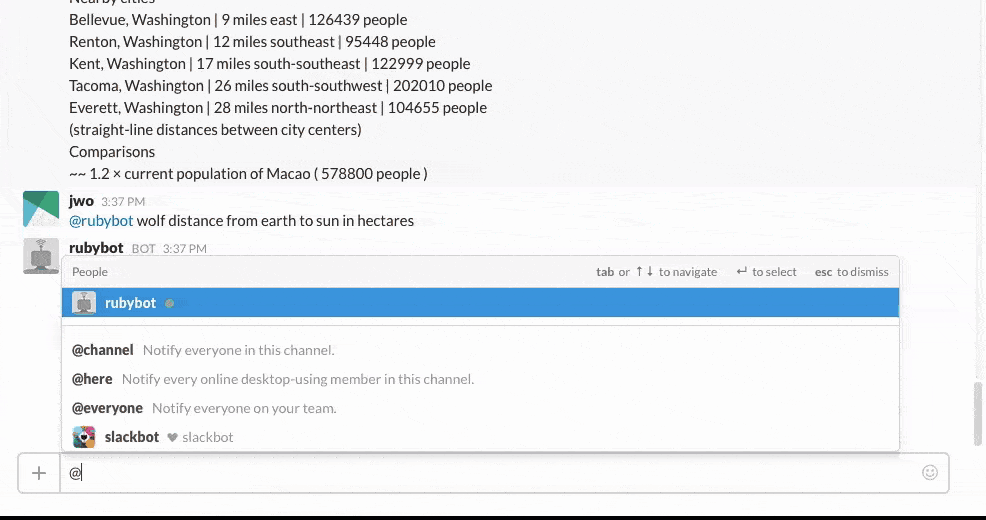 Nearby cities
Bellevue, Washington | 9 miles east | 126439 people
Renton, Washington | 12 miles southeast | 95448 people
Kent, Washington | 17 miles south-southeast | 122999 people
Tacoma, Washington | 26 miles south-southwest | 202010 people
Everett, Washington | 28 miles north-northeast | 104655 people
(straight-line distances between city centers)
Comparisons
~~ 1.2 × current population of Macao ( 578800 people )
jwo 3:37 PM
@rubybot wolf distance from earth to sun in hectares
rubybot BOT 3:37 PM
People tab or ↑↓ to navigate ↵ to select esc to dismiss
rubybot
@channel Notify everyone in this channel.
@here Notify every online desktop-using member in this channel.
@everyone Notify everyone on your team.
slackbot ♥ slackbot
@